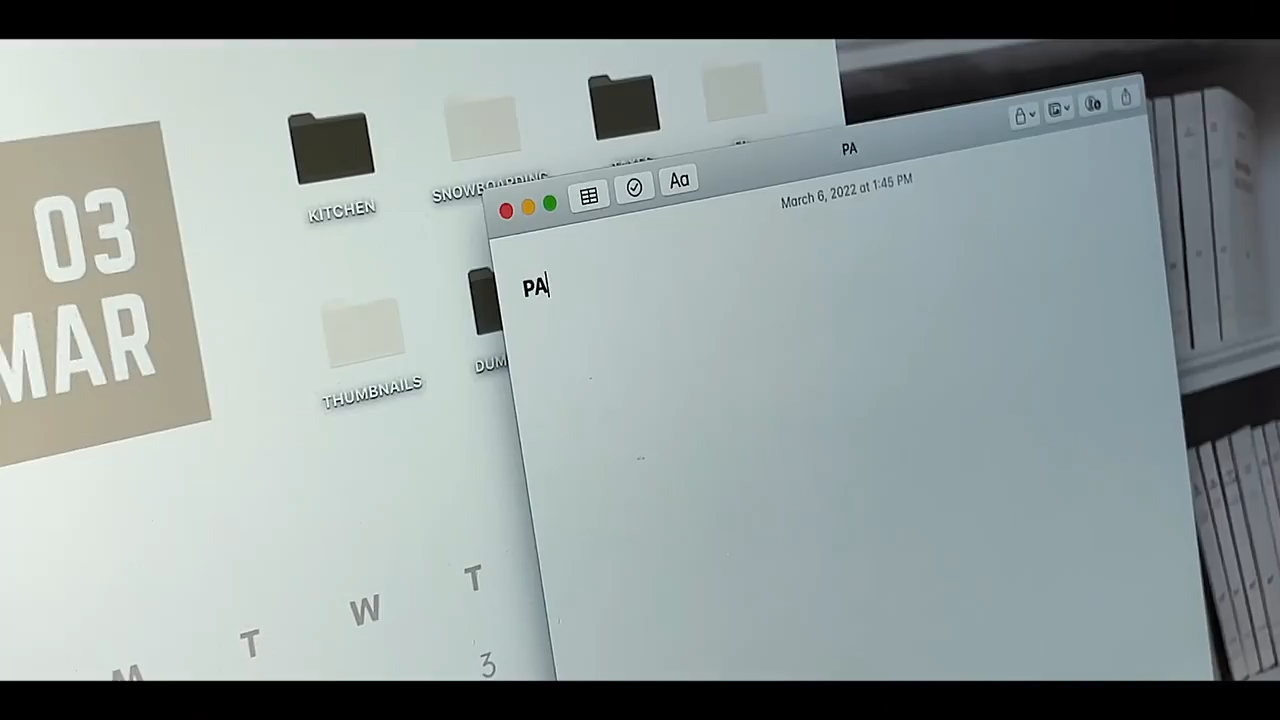 03
MAR
KITCHEN
SNOWBOARDING
THUMBNAILS
M T W T
3
Aa
PA
March 6, 2022 at 1:45 PM
PA